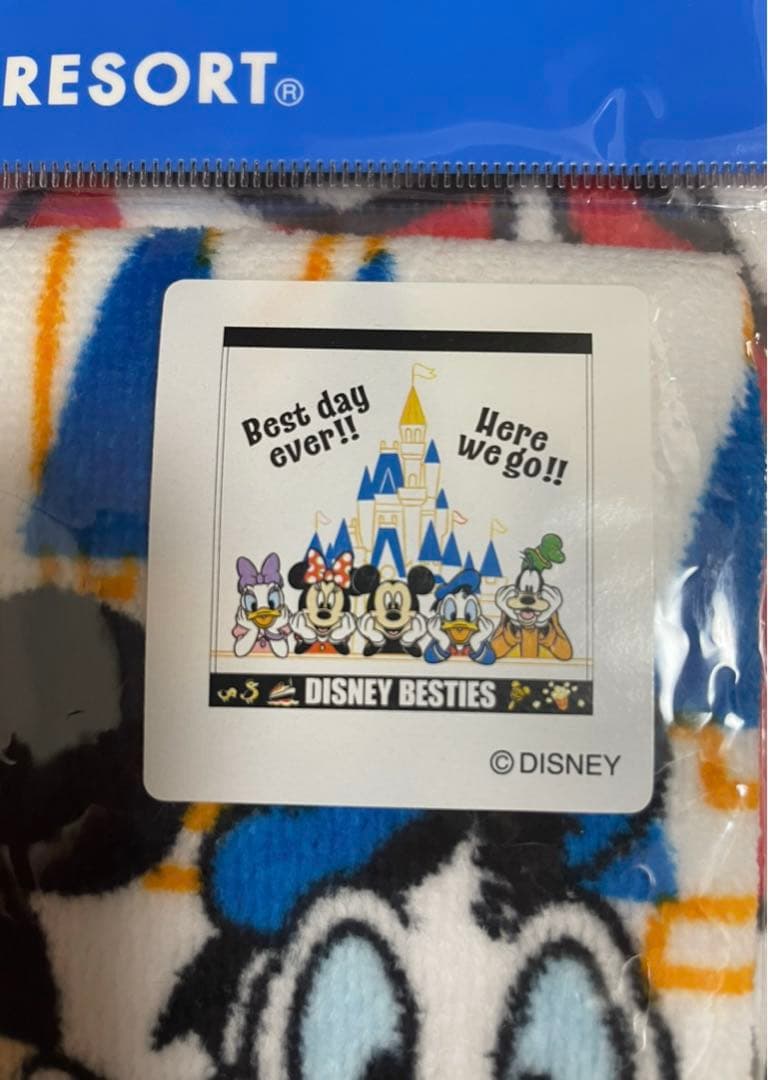 RESORT®
Best day
ever!!
Here
we go!!
DISNEY BESTIES
© DISNEY